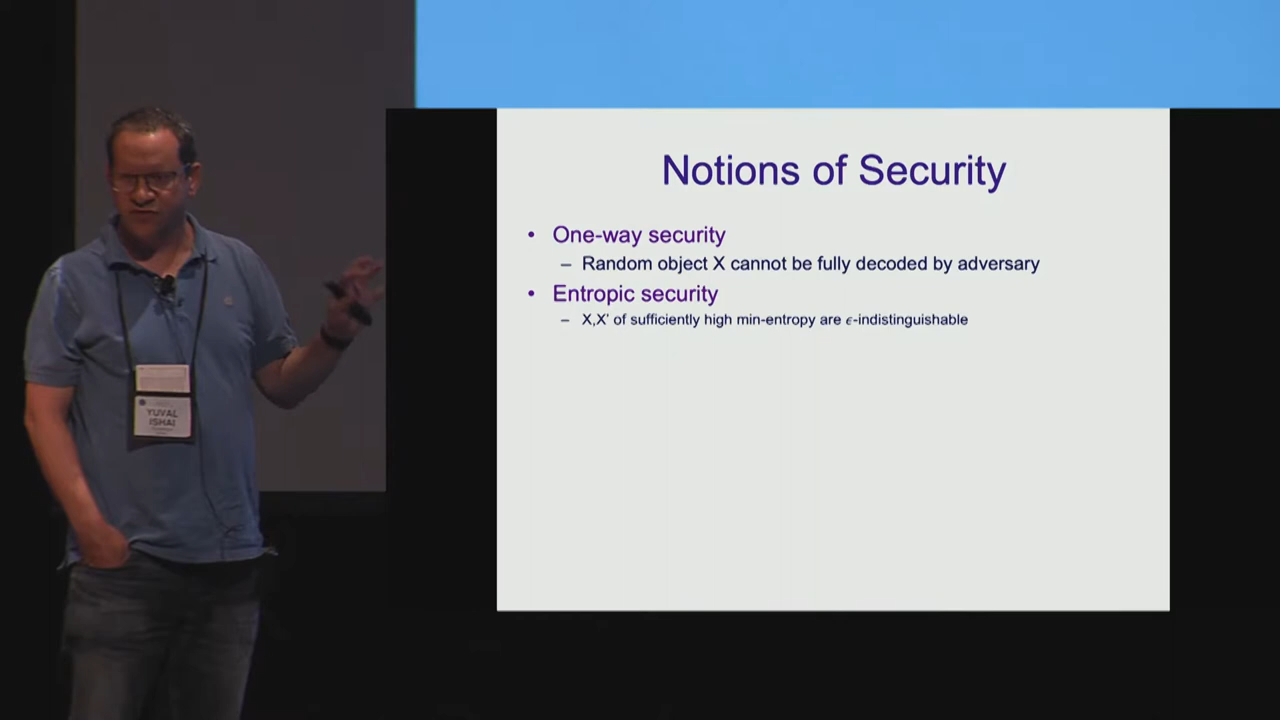 Notions of Security
• One-way security
– Random object X cannot be fully decoded by adversary
• Entropic security
– X,X' of sufficiently high min-entropy are ϵ-indistinguishable
YUVAL
ISHAI